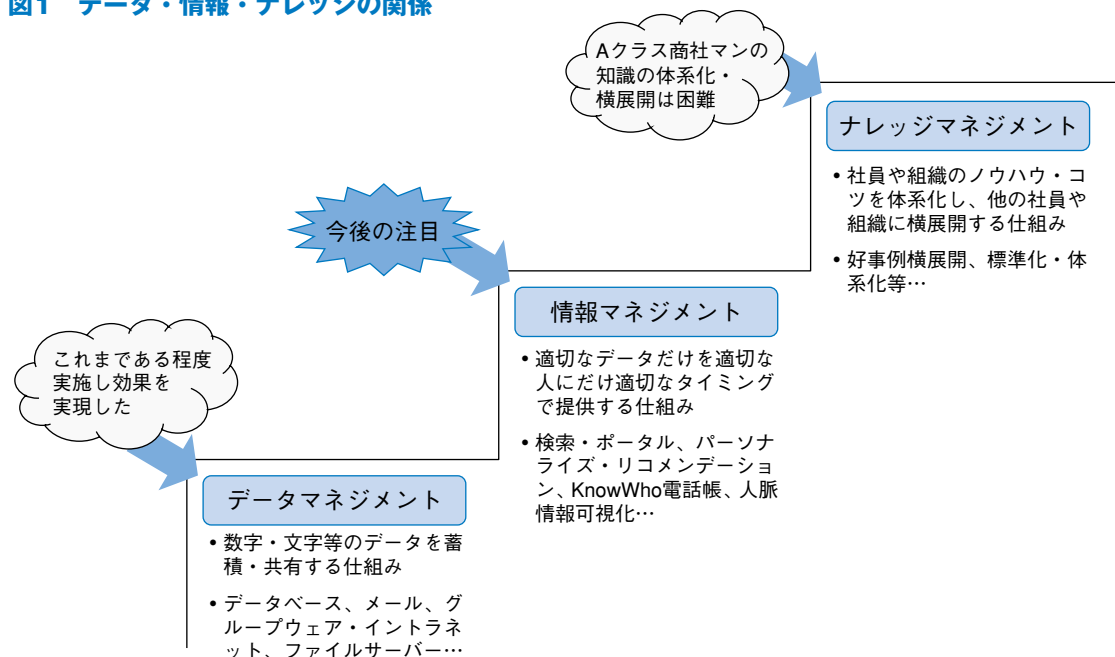 図1 データ・情報・ナレッジの関係
Aクラス商社マンの
知識の体系化・
横展開は困難
ナレッジマネジメント
•社員や組織のノウハウ・コ
ツを体系化し、他の社員や
組織に横展開する仕組み
•好事例横展開、標準化・体
系化等…
今後の注目
情報マネジメント
•適切なデータだけを適切な
人にだけ適切なタイミング
で提供する仕組み
•検索・ポータル、パーソナ
ライズ・リコメンデーショ
ン、KnowWho電話帳、人脈
情報可視化…
これまである程度
実施し効果を
実現した
データマネジメント
•数字・文字等のデータを蓄
積・共有する仕組み
•データベース、メール、グ
ループウェア・イントラネ
ット、ファイルサーバー…